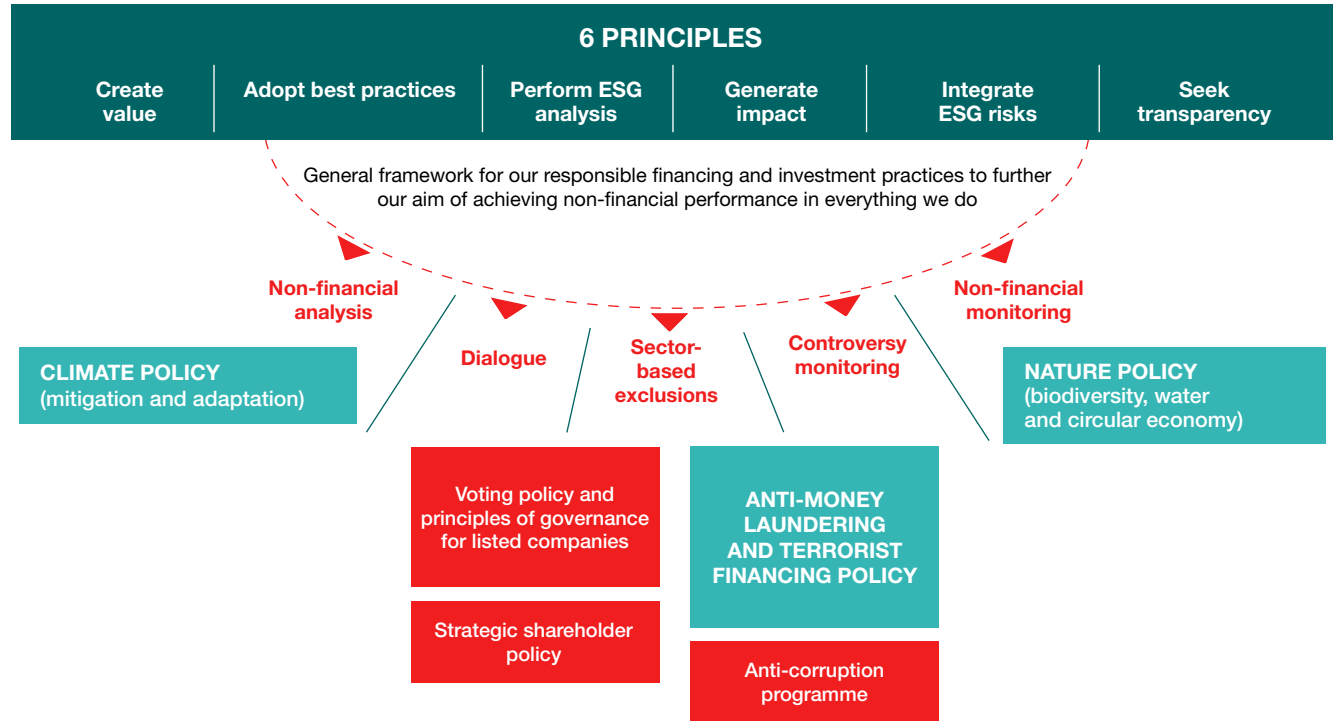 6 PRINCIPLES
Create
value
Adopt best practices
Perform ESG
analysis
Generate
impact
Integrate
ESG risks
Seek
transparency
General framework for our responsible financing and investment practices to further
our aim of achieving non-financial performance in everything we do
Non-financial
analysis
Dialogue
Sector-
based
exclusions
Controversy
monitoring
Non-financial
monitoring
CLIMATE POLICY
(mitigation and adaptation)
NATURE POLICY
(biodiversity, water
and circular economy)
Voting policy and
principles of governance
for listed companies
Strategic shareholder
policy
ANTI-MONEY
LAUNDERING
AND TERRORIST
FINANCING POLICY
Anti-corruption
programme